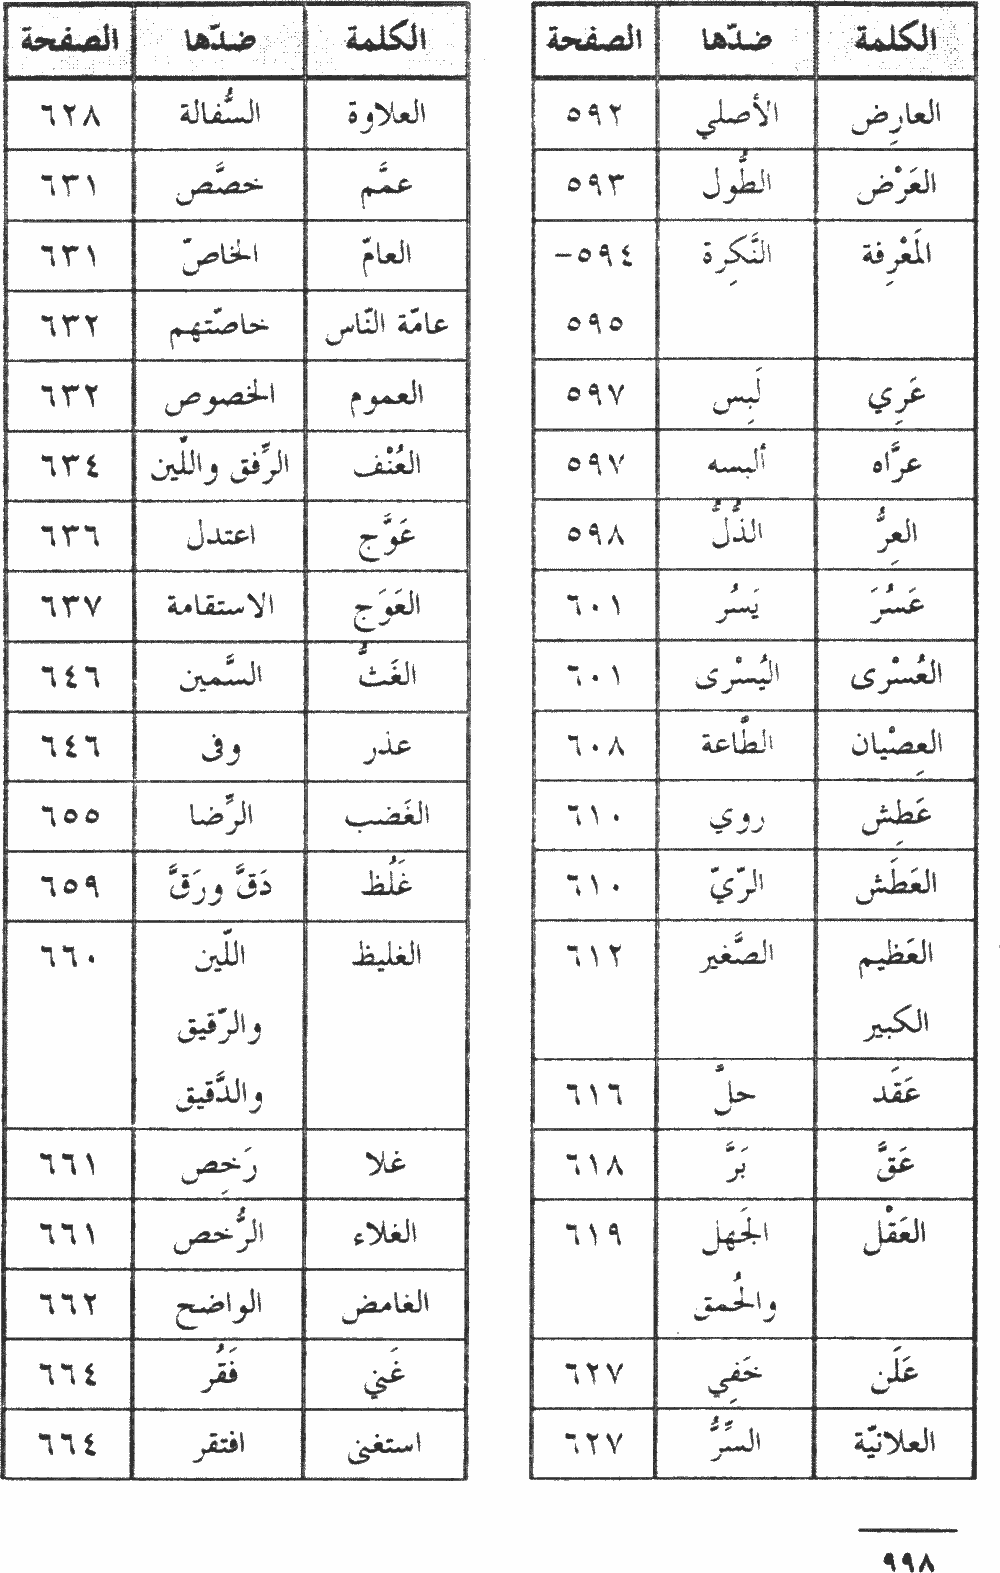 الكلمة ضدّها الصفحة
العارِض الأصلي ٥٩٢
العَرْض الطُّول ٥٩٣
المَعْرِفة النَّكِرة ٥٩٤-
٥٩٥
عَرِي لَبِس ٥٩٧
عرَّاه ألبسه ٥٩٧
العِزُّ الذُّلُّ ٥٩٨
عَسُرَ يَسُر ٦٠١
العُسْرى اليُسْرى ٦٠١
العِصْيان الطَّاعة ٦٠٨
عَطِش روي ٦١٠
العَطَش الرّيّ ٦١٠
العَظيم الصَّغير ٦١٢
الكبير
عَقَد حلَّ ٦١٦
عَقَّ بَرَّ ٦١٨
العَقْل الجَهل ٦١٩
والحُمق
عَلَن خَفِي ٦٢٧
العلانيّة السِّرُّ ٦٢٧
الكلمة ضدّها الصفحة
العلاوة السُّفالة ٦٢٨
عمَّم خصَّص ٦٣١
العامّ الخاصّ ٦٣١
عامّة النّاس خاصّتهم ٦٣٢
العموم الخصوص ٦٣٢
العُنْف الرِّفق واللّين ٦٣٤
عَوَّج اعتدل ٦٣٦
العَوَج الاستقامة ٦٣٧
الغَثُّ السَّمين ٦٤٦
عذر وفى ٦٤٦
الغَضب الرِّضا ٦٥٥
غَلُظ دَقَّ ورَقَّ ٦٥٩
الغليظ اللّين ٦٦٠
والرّقيق
والدَّقيق
غلا رَخِص ٦٦١
الغلاء الرُّخص ٦٦١
الغامض الواضح ٦٦٢
غَني فَقُر ٦٦٤
استغنى افتقر ٦٦٤
٩٩٨